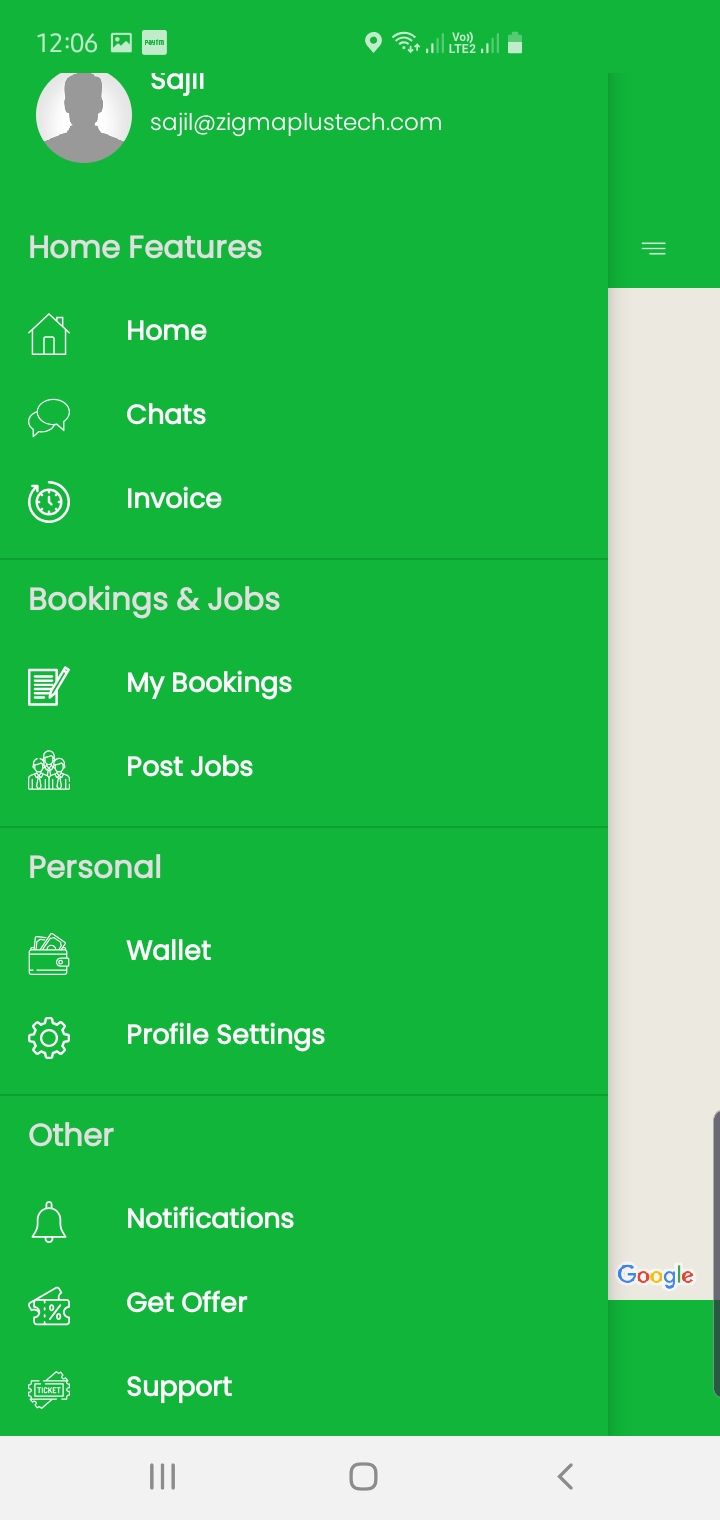 12:06
Paytm
Vo))
LTE2
Sajil
sajil@zigmaplustech.com
Home Features
Home
Chats
Invoice
Bookings & Jobs
My Bookings
Post Jobs
Personal
Wallet
Profile Settings
Other
Notifications
Get Offer
%
Support
TICKET
Google